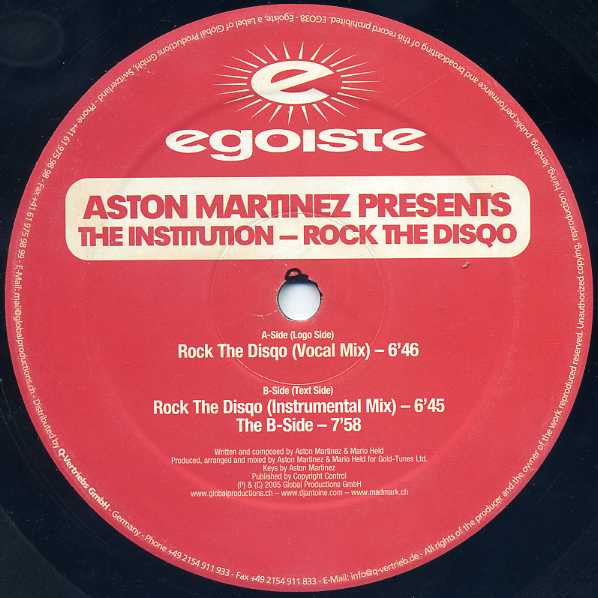 e
egoiste
ASTON MARTINEZ PRESENTS
THE INSTITUTION – ROCK THE DISQO
A-Side (Logo Side)
Rock The Disqo (Vocal Mix) – 6'46
B-Side (Text Side)
Rock The Disqo (Instrumental Mix) – 6'45
The B-Side – 7'58
Written and composed by Aston Martinez & Mario Held
Produced, arranged and mixed by Aston Martinez & Mario Held for Gold-Tunes Ltd.
Keys by Aston Martinez
Published by Copyright Control
(P) & (C) 2005 Global Productions GmbH
www.globalproductions.ch – www.djantoine.com – www.madmark.ch
All rights of the producer and the owner of the work reproduced reserved. Unauthorized copying, reproduction, hiring, lending, public performance and broadcasting of this record prohibited. EGO38 - Egoiste, a Label of Global Productions GmbH, Switzerland - Phone +41 61 975 98 98 - Fax +41 61 975 98 99 - E-Mail: mai@globalproductions.ch - Distributed by Q-Vertriebs GmbH - Germany - Phone +49 2154 911 933 - Fax +49 2154 911 833 - E-Mail: info@q-vertrieb.de -